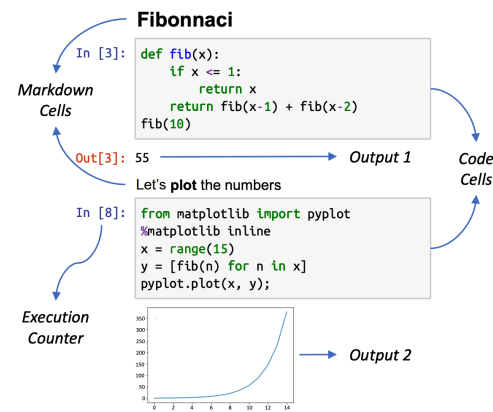 Fibonnaci
In [3]:
def fib(x):
    if x <= 1:
        return x
    return fib(x-1) + fib(x-2)
fib(10)
Markdown
Cells
Out[3]: 55
Output 1
Code
Cells
Let's plot the numbers
In [8]:
from matplotlib import pyplot
%matplotlib inline
x = range(15)
y = [fib(n) for n in x]
pyplot.plot(x, y);
Execution
Counter
350
300
250
200
150
100
50
0
0 2 4 6 8 10 12 14
Output 2